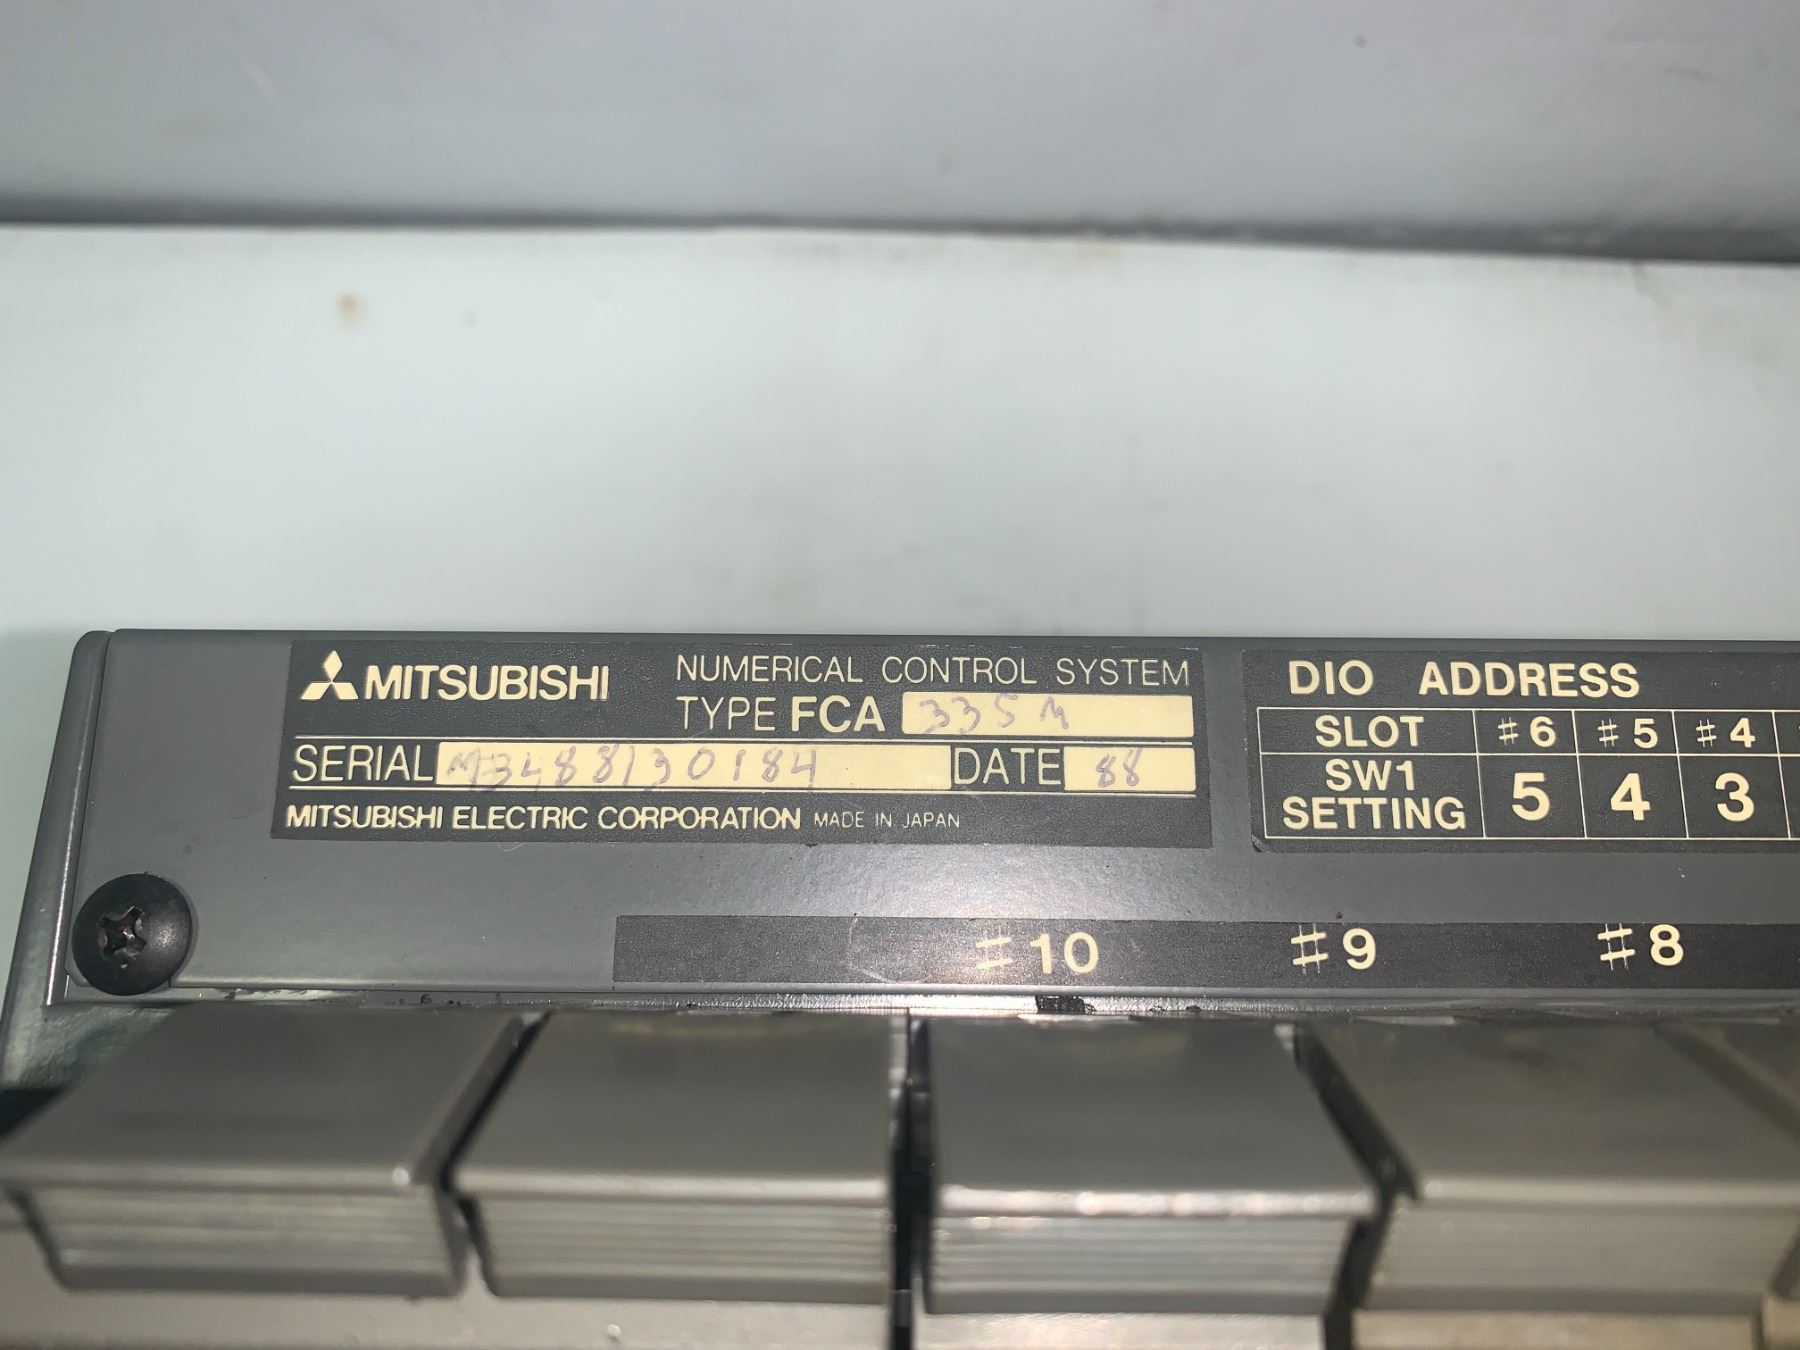 MITSUBISHI
NUMERICAL CONTROL SYSTEM
TYPE FCA 335M
SERIAL M3488130184 DATE 88
MITSUBISHI ELECTRIC CORPORATION MADE IN JAPAN
DIO ADDRESS
SLOT #6 #5 #4
SW1 SETTING 5 4 3
#10 #9 #8